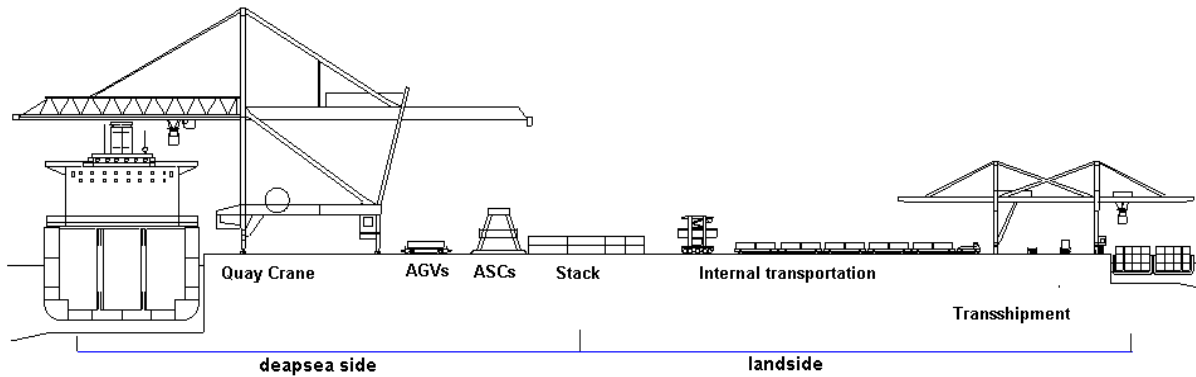 Quay Crane
AGVs
ASCs
Stack
Internal transportation
Transshipment
deapsea side
landside